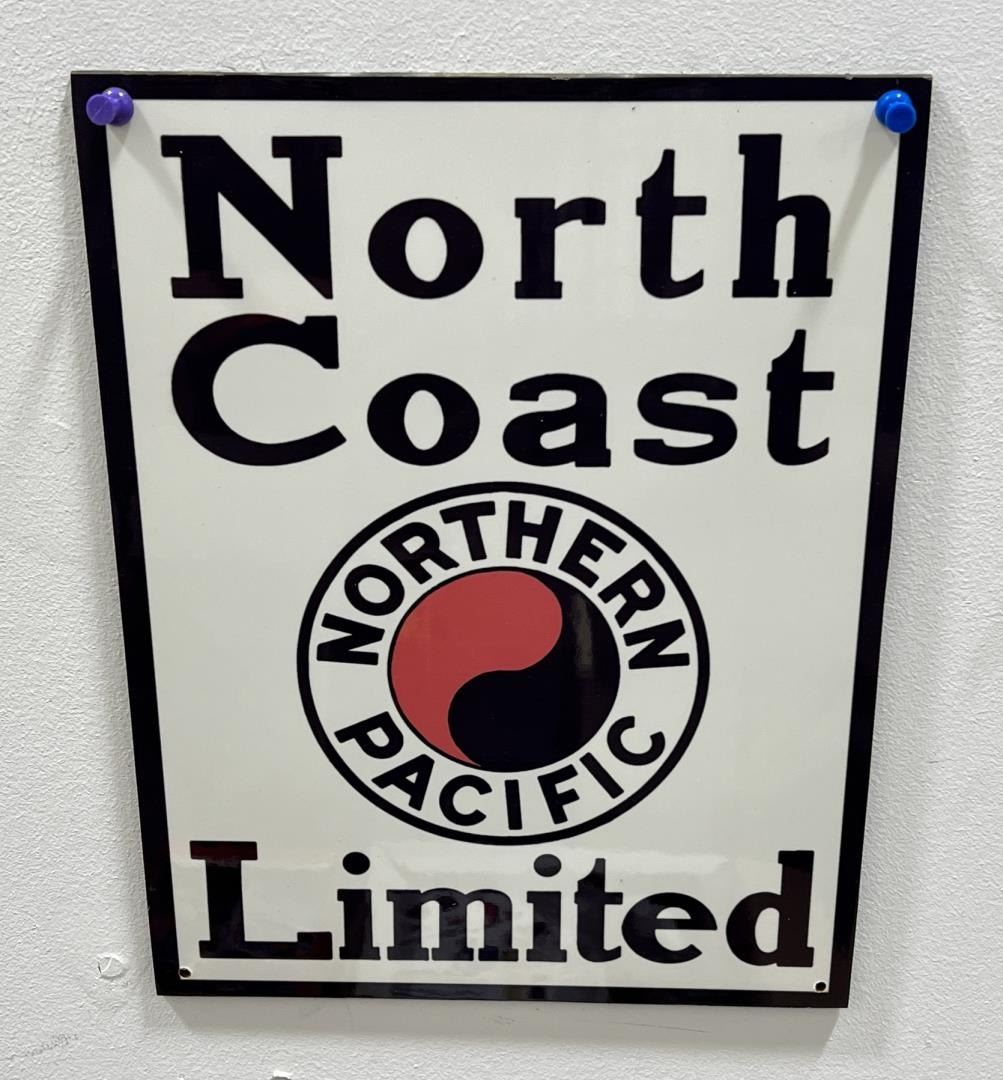 North
Coast
NORTHERN
PACIFIC
Limited